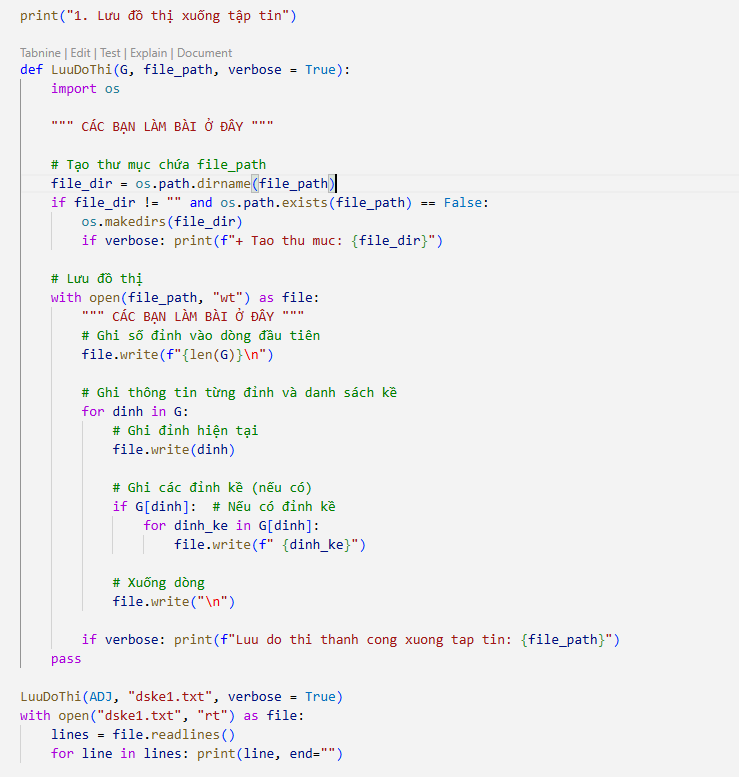 print("1. Lưu đồ thị xuống tập tin")
Tabnine | Edit | Test | Explain | Document
def LuuDoThi(G, file_path, verbose = True):
    import os
    """ CÁC BẠN LÀM BÀI Ở ĐÂY """
    # Tạo thư mục chứa file_path
    file_dir = os.path.dirname(file_path)
    if file_dir != "" and os.path.exists(file_path) == False:
        os.makedirs(file_dir)
        if verbose: print(f"+ Tao thu muc: {file_dir}")
    # Lưu đồ thị
    with open(file_path, "wt") as file:
        """ CÁC BẠN LÀM BÀI Ở ĐÂY """
        # Ghi số đỉnh vào dòng đầu tiên
        file.write(f"{len(G)}\n")
        # Ghi thông tin từng đỉnh và danh sách kề
        for dinh in G:
            # Ghi đỉnh hiện tại
            file.write(dinh)
            # Ghi các đỉnh kề (nếu có)
            if G[dinh]:  # Nếu có đỉnh kề
                for dinh_ke in G[dinh]:
                    file.write(f" {dinh_ke}")
            # Xuống dòng
            file.write("\n")
        if verbose: print(f"Luu do thi thanh cong xuong tap tin: {file_path}")
    pass
LuuDoThi(ADJ, "dske1.txt", verbose = True)
with open("dske1.txt", "rt") as file:
    lines = file.readlines()
    for line in lines: print(line, end="")